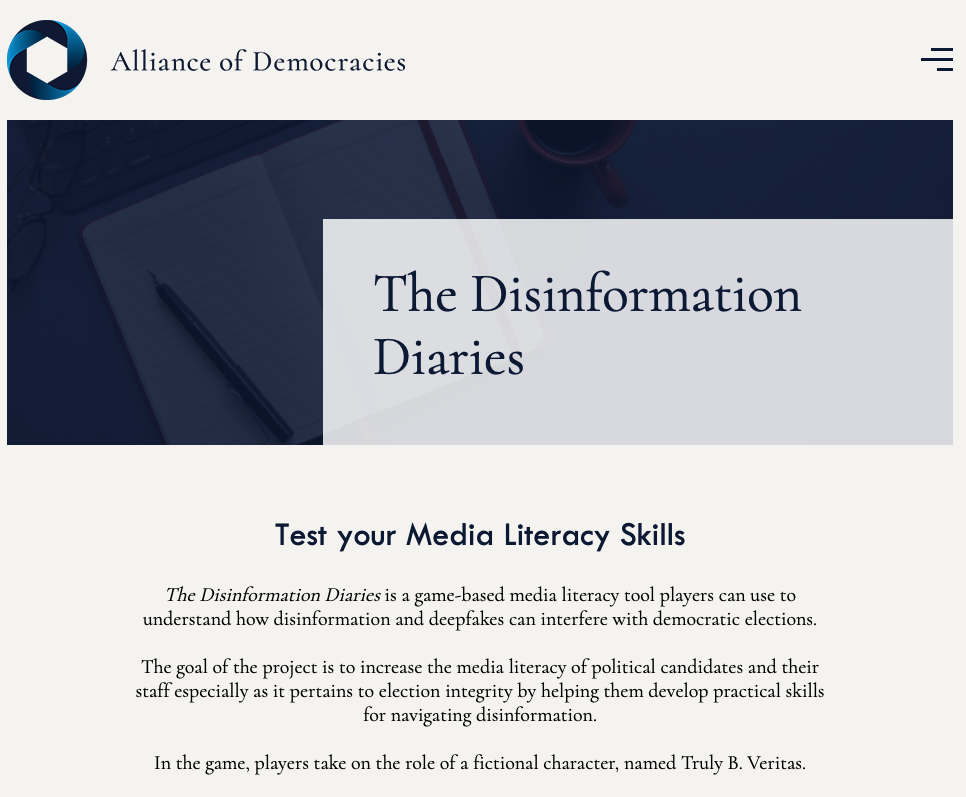 Alliance of Democracies
The Disinformation
Diaries
Test your Media Literacy Skills
The Disinformation Diaries is a game-based media literacy tool players can use to
understand how disinformation and deepfakes can interfere with democratic elections.
The goal of the project is to increase the media literacy of political candidates and their
staff especially as it pertains to election integrity by helping them develop practical skills
for navigating disinformation.
In the game, players take on the role of a fictional character, named Truly B. Veritas.